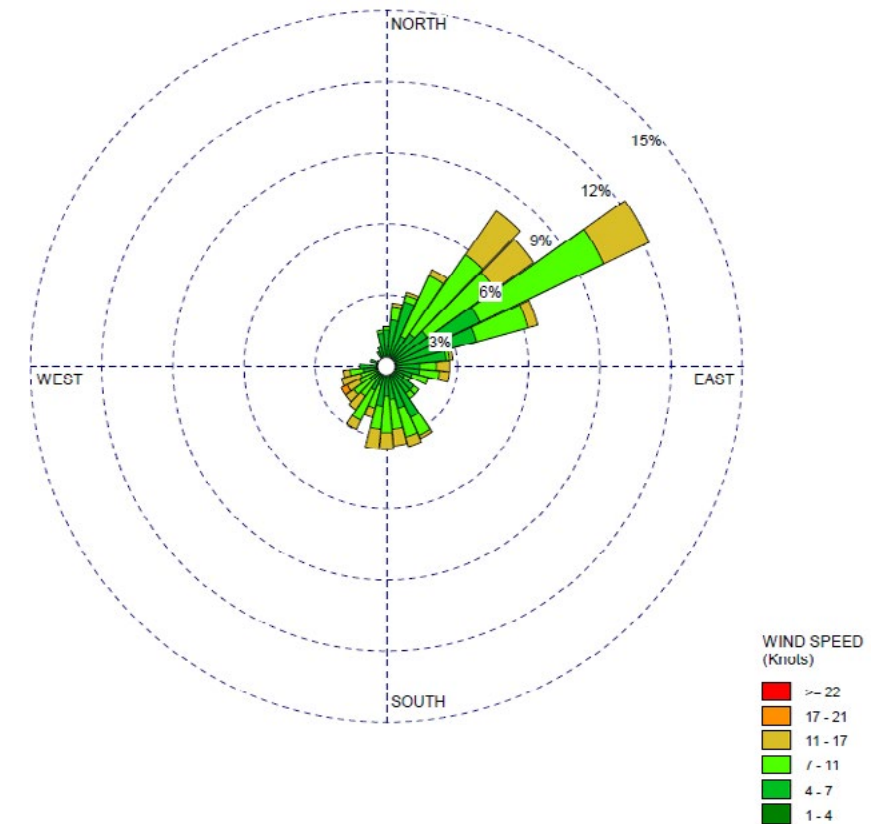 NORTH
15%
12%
9%
6%
3%
WEST
EAST
SOUTH
WIND SPEED
(Knots)
>= 22
17 - 21
11 - 17
7 - 11
4 - 7
1 - 4